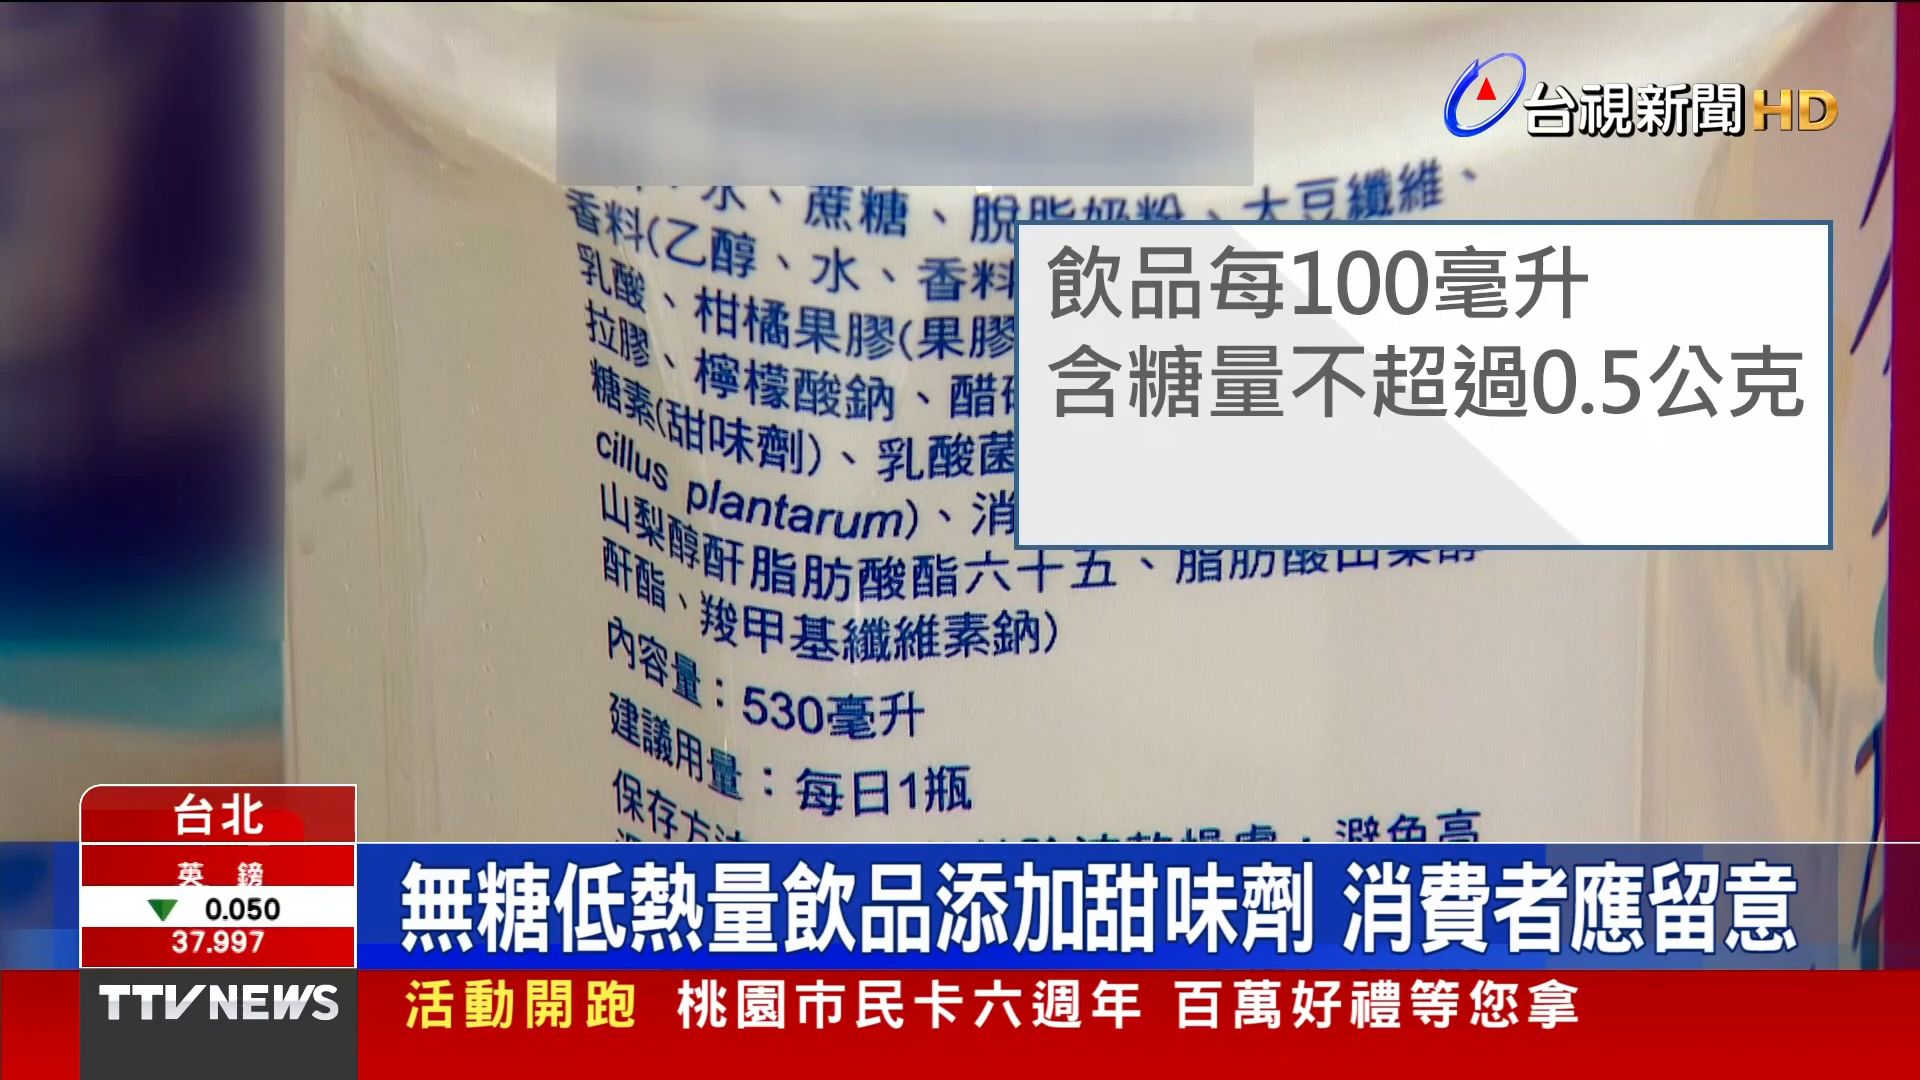 台視新聞HD
水、蔗糖、脫脂奶粉、大豆纖維、
香料(乙醇、水、香料
乳酸、柑橘果膠(果膠
拉膠、檸檬酸鈉、醋
糖素(甜味劑)、乳酸菌
cillus plantarum)、消
山梨醇酐脂肪酸酯六十五、脂肪酸山梨醇
酐酯、羧甲基纖維素鈉)
內容量：530毫升
建議用量：每日1瓶
保存方法
避免高
飲品每100毫升
含糖量不超過0.5公克
台北
英鎊
0.050
37.997
無糖低熱量飲品添加甜味劑 消費者應留意
TTV NEWS
活動開跑 桃園市民卡六週年 百萬好禮等您拿